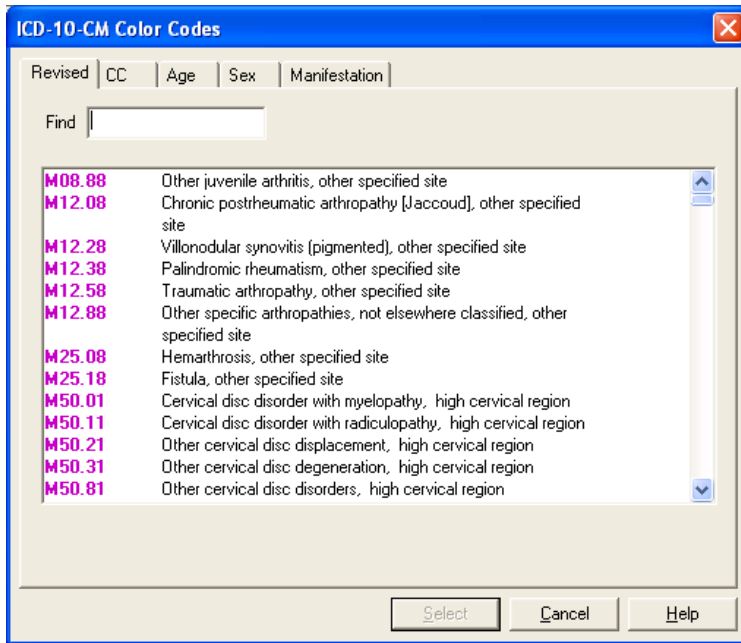 ICD-10-CM Color Codes
Revised CC Age Sex Manifestation
Find
M08.88 Other juvenile arthritis, other specified site
M12.08 Chronic postrheumatic arthropathy [Jaccoud], other specified
site
M12.28 Villonodular synovitis (pigmented), other specified site
M12.38 Palindromic rheumatism, other specified site
M12.58 Traumatic arthropathy, other specified site
M12.88 Other specific arthropathies, not elsewhere classified, other
specified site
M25.08 Hemarthrosis, other specified site
M25.18 Fistula, other specified site
M50.01 Cervical disc disorder with myelopathy, high cervical region
M50.11 Cervical disc disorder with radiculopathy, high cervical region
M50.21 Other cervical disc displacement, high cervical region
M50.31 Other cervical disc degeneration, high cervical region
M50.81 Other cervical disc disorders, high cervical region
Select Cancel Help